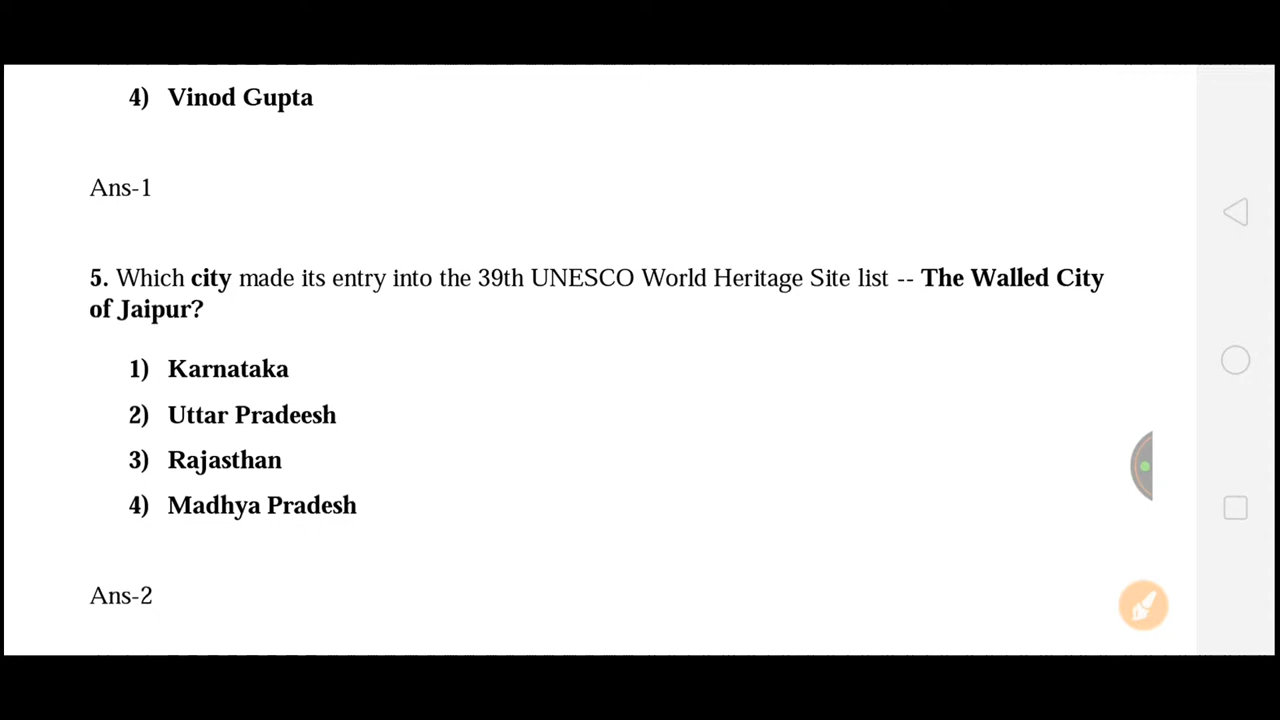 4) Vinod Gupta
Ans-1
5. Which city made its entry into the 39th UNESCO World Heritage Site list -- The Walled City
of Jaipur?
1) Karnataka
2) Uttar Pradeesh
3) Rajasthan
4) Madhya Pradesh
Ans-2